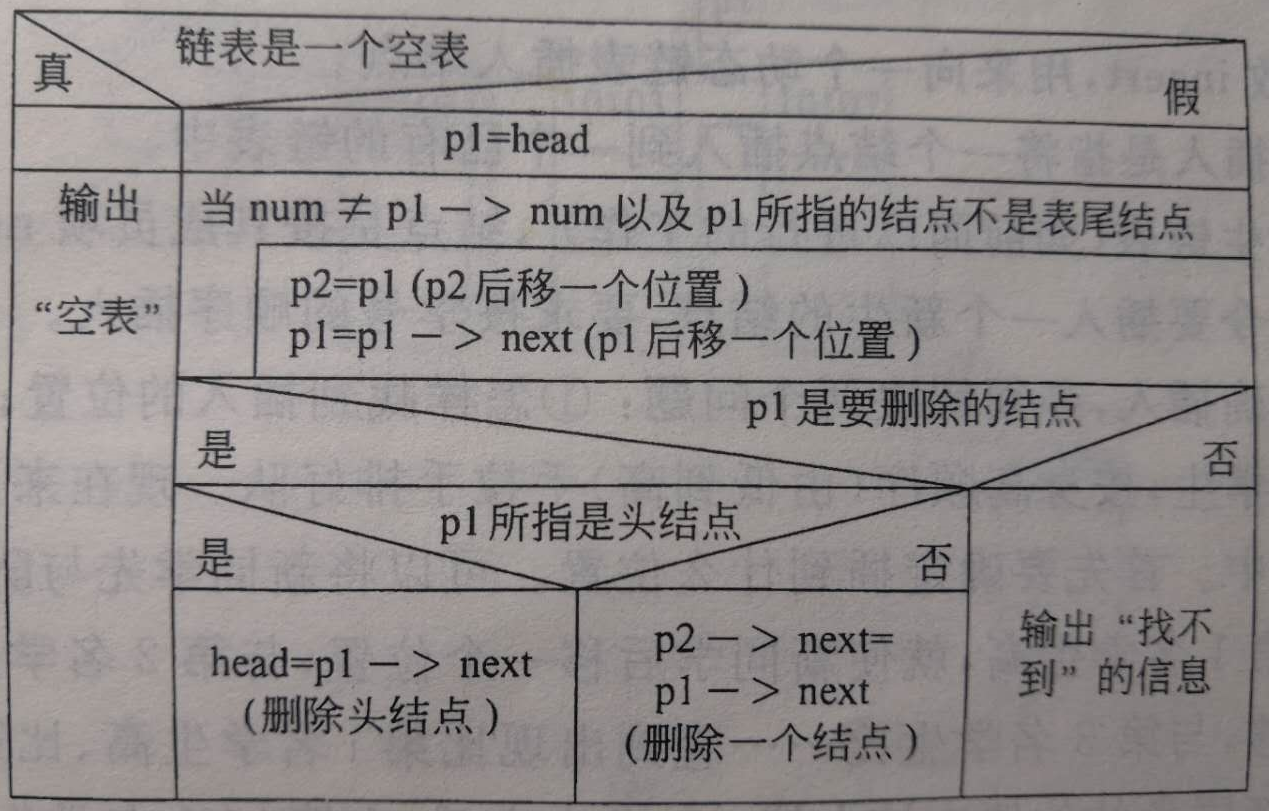 链表是一个空表
真
假
p1=head
输出
“空表”
当 num ≠ p1 －> num 以及 p1 所指的结点不是表尾结点
p2=p1 (p2 后移一个位置 )
p1=p1 －> next (p1 后移一个位置 )
p1 是要删除的结点
是
否
p1 所指是头结点
是
否
head=p1 －> next
(删除头结点 )
p2 －> next=
p1 －> next
(删除一个结点 )
输出 “找不
到” 的信息